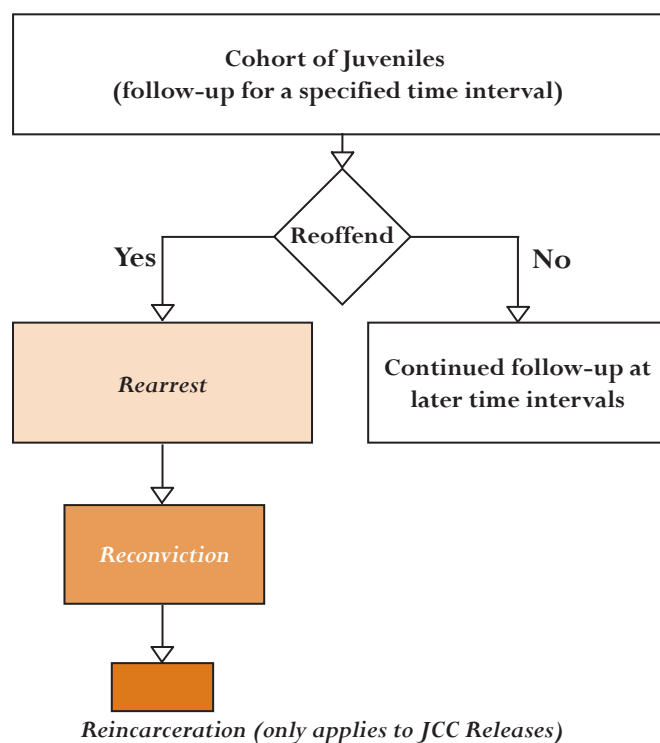 Cohort of Juveniles
(follow-up for a specified time interval)
Reoffend
Yes
No
Rearrest
Continued follow-up at
later time intervals
Reconviction
Reincarceration (only applies to JCC Releases)